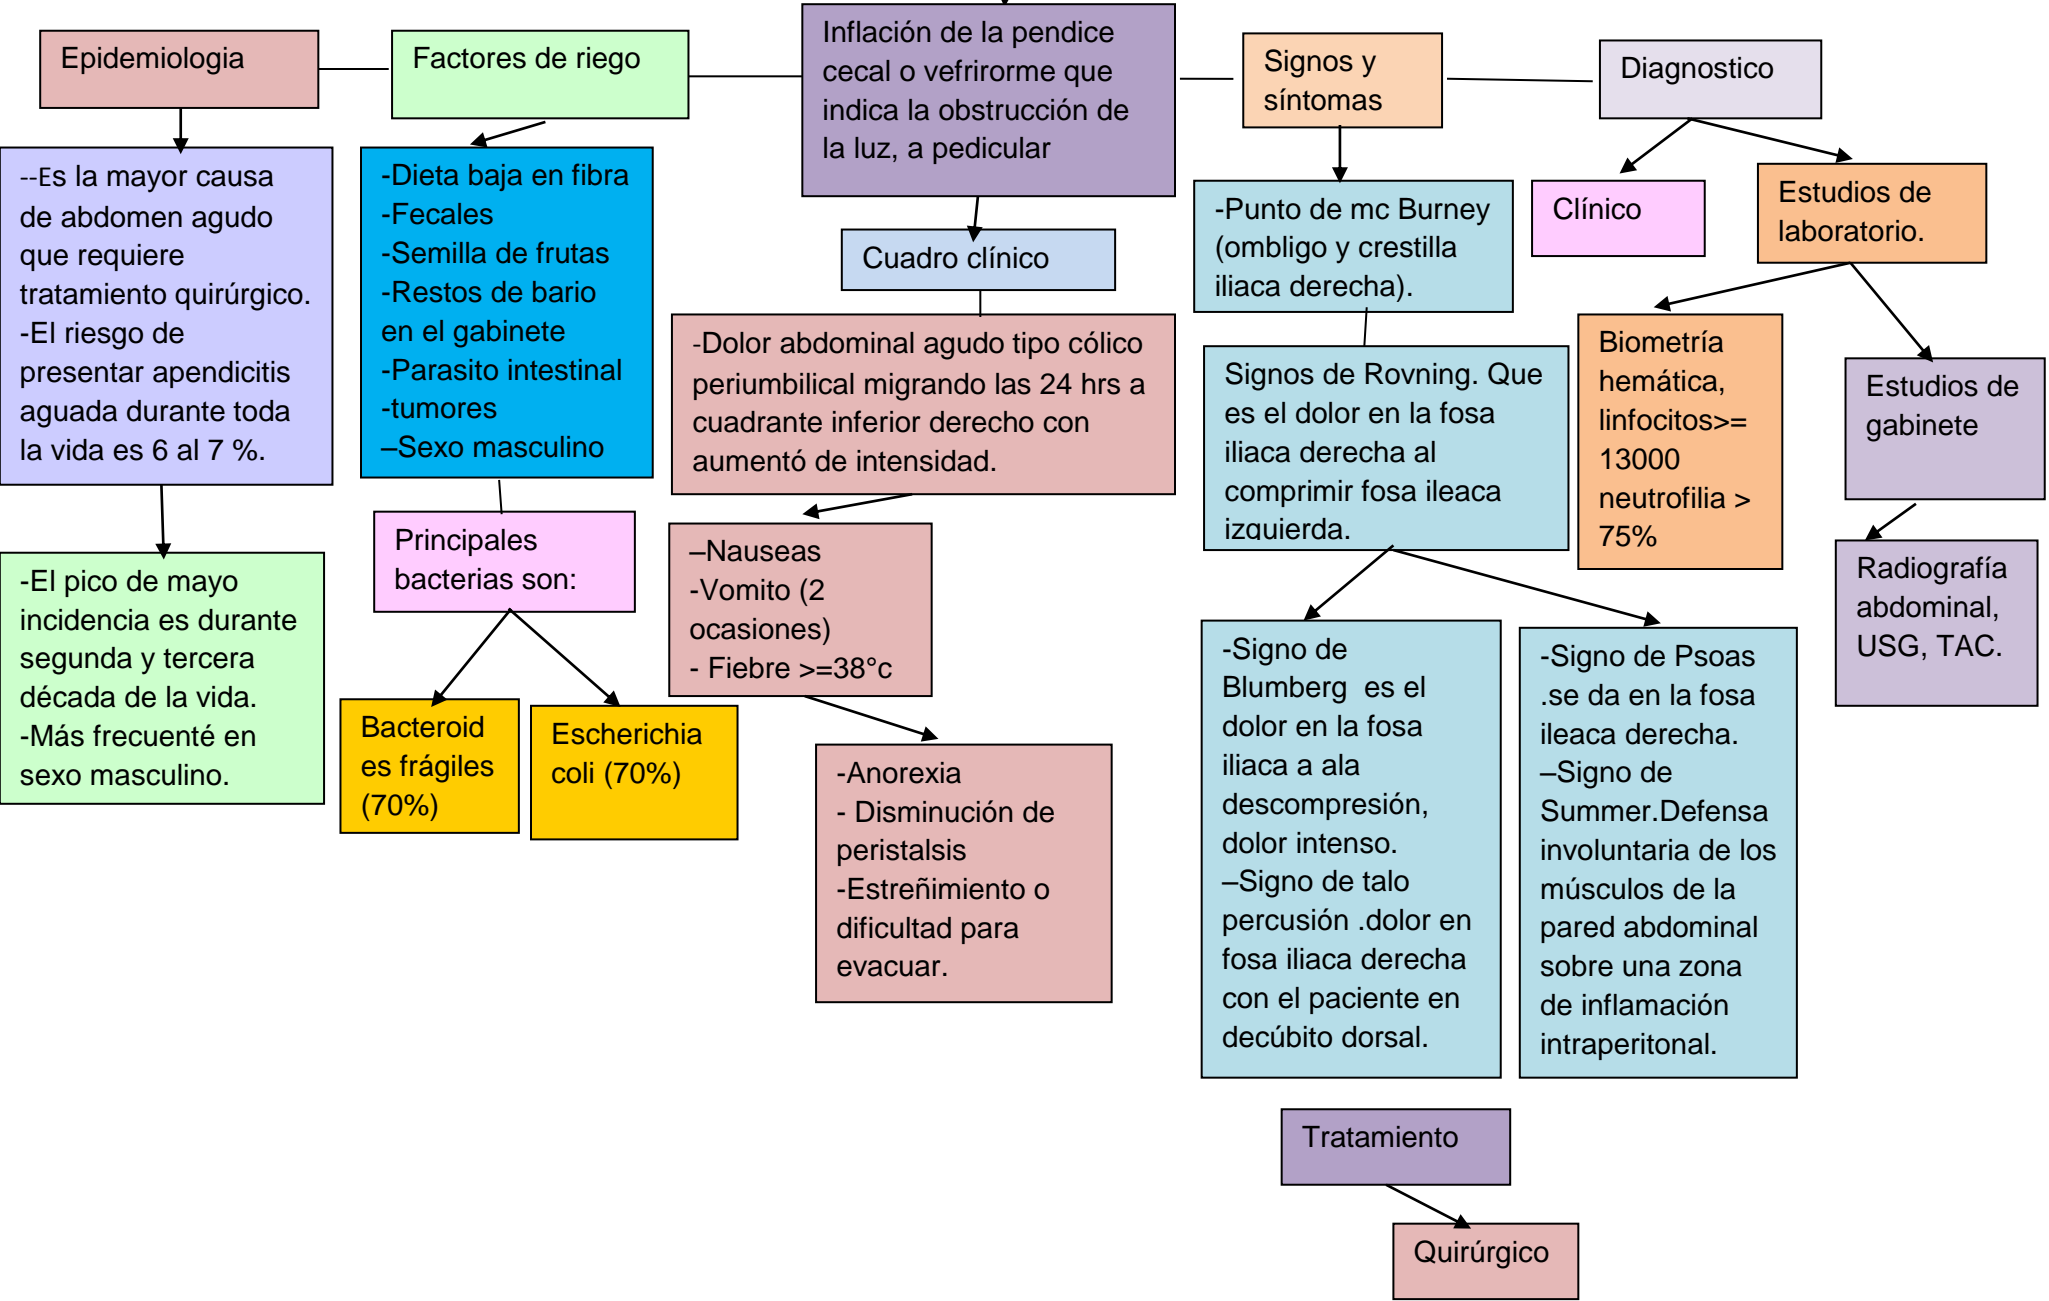 Epidemiologia
Factores de riego
Inflación de la pendice
cecal o vefrirorme que
indica la obstrucción de
la luz, a pedicular
Signos y
síntomas
Diagnostico
--Es la mayor causa
de abdomen agudo
que requiere
tratamiento quirúrgico.
-El riesgo de
presentar apendicitis
aguada durante toda
la vida es 6 al 7 %.
-El pico de mayo
incidencia es durante
segunda y tercera
década de la vida.
-Más frecuenté en
sexo masculino.
-Dieta baja en fibra
-Fecales
-Semilla de frutas
-Restos de bario
en el gabinete
-Parasito intestinal
-tumores
–Sexo masculino
Principales
bacterias son:
Bacteroid
es frágiles
(70%)
Escherichia
coli (70%)
Cuadro clínico
-Dolor abdominal agudo tipo cólico
periumbilical migrando las 24 hrs a
cuadrante inferior derecho con
aumentó de intensidad.
–Nauseas
-Vomito (2
ocasiones)
- Fiebre >=38°c
-Anorexia
- Disminución de
peristalsis
-Estreñimiento o
dificultad para
evacuar.
-Punto de mc Burney
(ombligo y crestilla
iliaca derecha).
Signos de Rovning. Que
es el dolor en la fosa
iliaca derecha al
comprimir fosa ileaca
izquierda.
-Signo de
Blumberg  es el
dolor en la fosa
iliaca a ala
descompresión,
dolor intenso.
–Signo de talo
percusión .dolor en
fosa iliaca derecha
con el paciente en
decúbito dorsal.
-Signo de Psoas
.se da en la fosa
ileaca derecha.
–Signo de
Summer.Defensa
involuntaria de los
músculos de la
pared abdominal
sobre una zona
de inflamación
intraperitonal.
Clínico
Estudios de
laboratorio.
Biometría
hemática,
linfocitos>=
13000
neutrofilia >
75%
Estudios de
gabinete
Radiografía
abdominal,
USG, TAC.
Tratamiento
Quirúrgico